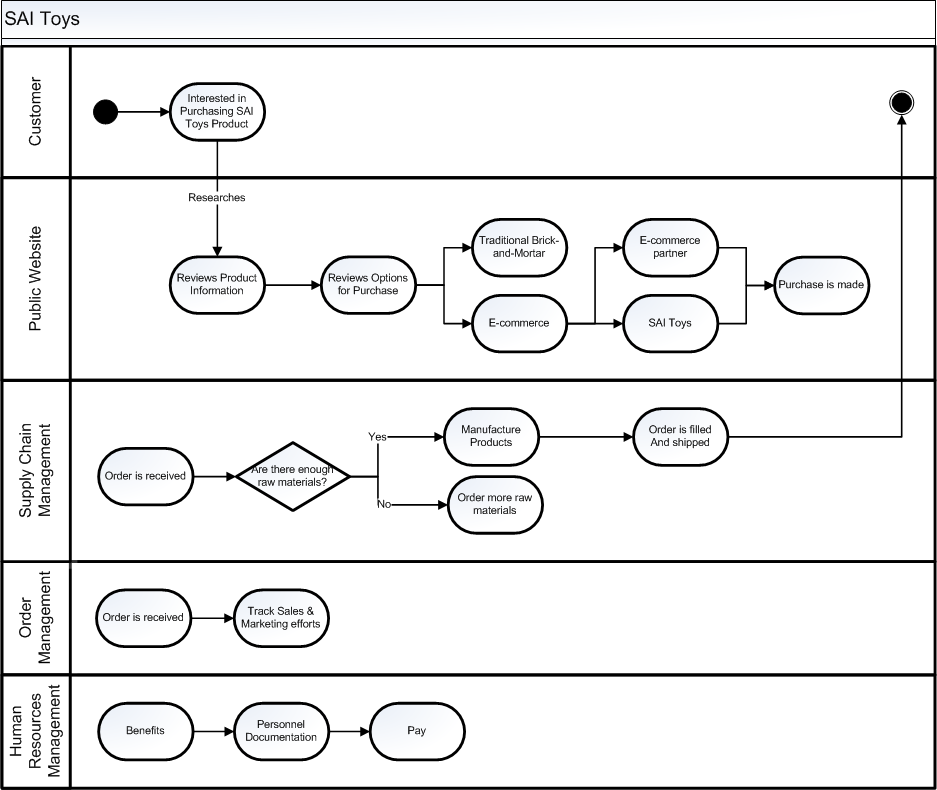 SAI Toys
Customer
Interested in
Purchasing SAI
Toys Product
Researches
Public Website
Reviews Product
Information
Reviews Options
for Purchase
Traditional Brick-
and-Mortar
E-commerce
E-commerce
partner
SAI Toys
Purchase is made
Supply Chain
Management
Order is received
Are there enough
raw materials?
Yes
No
Manufacture
Products
Order more raw
materials
Order is filled
And shipped
Order
Management
Order is received
Track Sales &
Marketing efforts
Human
Resources
Management
Benefits
Personnel
Documentation
Pay